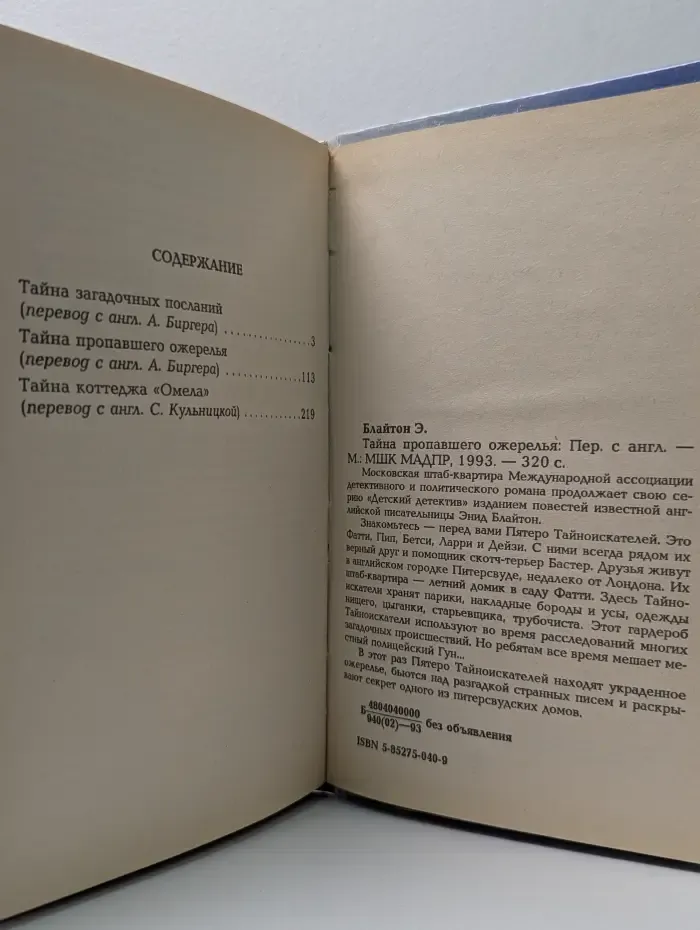 СОДЕРЖАНИЕ
Тайна загадочных посланий
(перевод с англ. А. Биргера) ................3
Тайна пропавшего ожерелья
(перевод с англ. А. Биргера) ..............113
Тайна коттеджа «Омела»
(перевод с англ. С. Кульницкой) ...........219
Блайтон Э.
Тайна пропавшего ожерелья: Пер. с англ. —
М.: МШК МАДПР, 1993. — 320 с.
Московская штаб-квартира Международной ассоциации
детективного и политического романа продолжает свою се-
рию «Детский детектив» изданием повестей известной анг-
лийской писательницы Энид Блайтон.
Знакомьтесь — перед вами Пятеро Тайноискателей. Это
Фатти, Пип, Бетси, Ларри и Дейзи. С ними всегда рядом их
верный друг и помощник скотч-терьер Бастер. Друзья живут
в английском городке Питерсвуде, недалеко от Лондона. Их
штаб-квартира — летний домик в саду Фатти. Здесь Тайно-
искатели хранят парики, накладные бороды и усы, одежды
нищего, цыганки, старьевщика, трубочиста. Этот гардероб
Тайноискатели используют во время расследований многих
загадочных происшествий. Но ребятам все время мешает ме-
стный полицейский Гун...
В этот раз Пятеро Тайноискателей находят украденное
ожерелье, бьются над разгадкой странных писем и раскры-
вают секрет одного из питерсвудских домов.
Б 4804040000
940(02)—93 без объявления
ISBN 5-85275-040-9